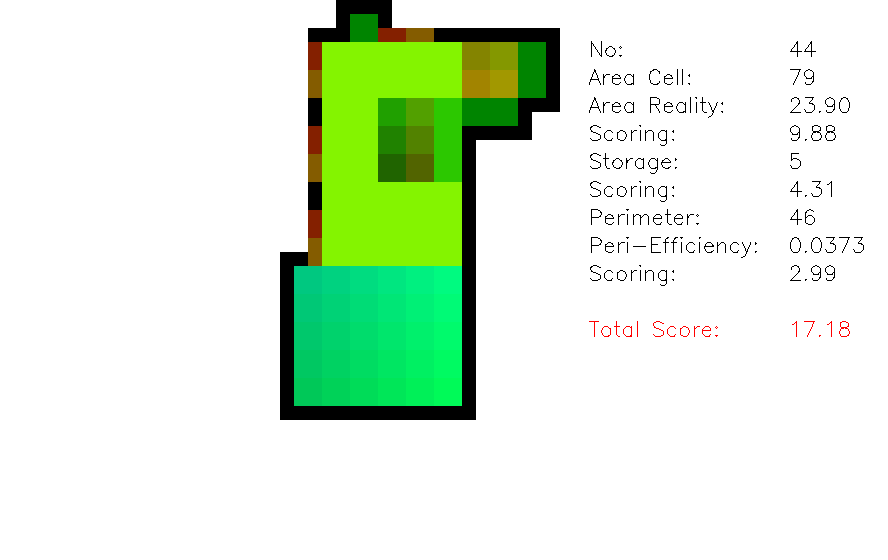 No: 44
Area Cell: 79
Area Reality: 23.90
Scoring: 9.88
Storage: 5
Scoring: 4.31
Perimeter: 46
Peri-Efficiency: 0.0373
Scoring: 2.99
Total Score: 17.18